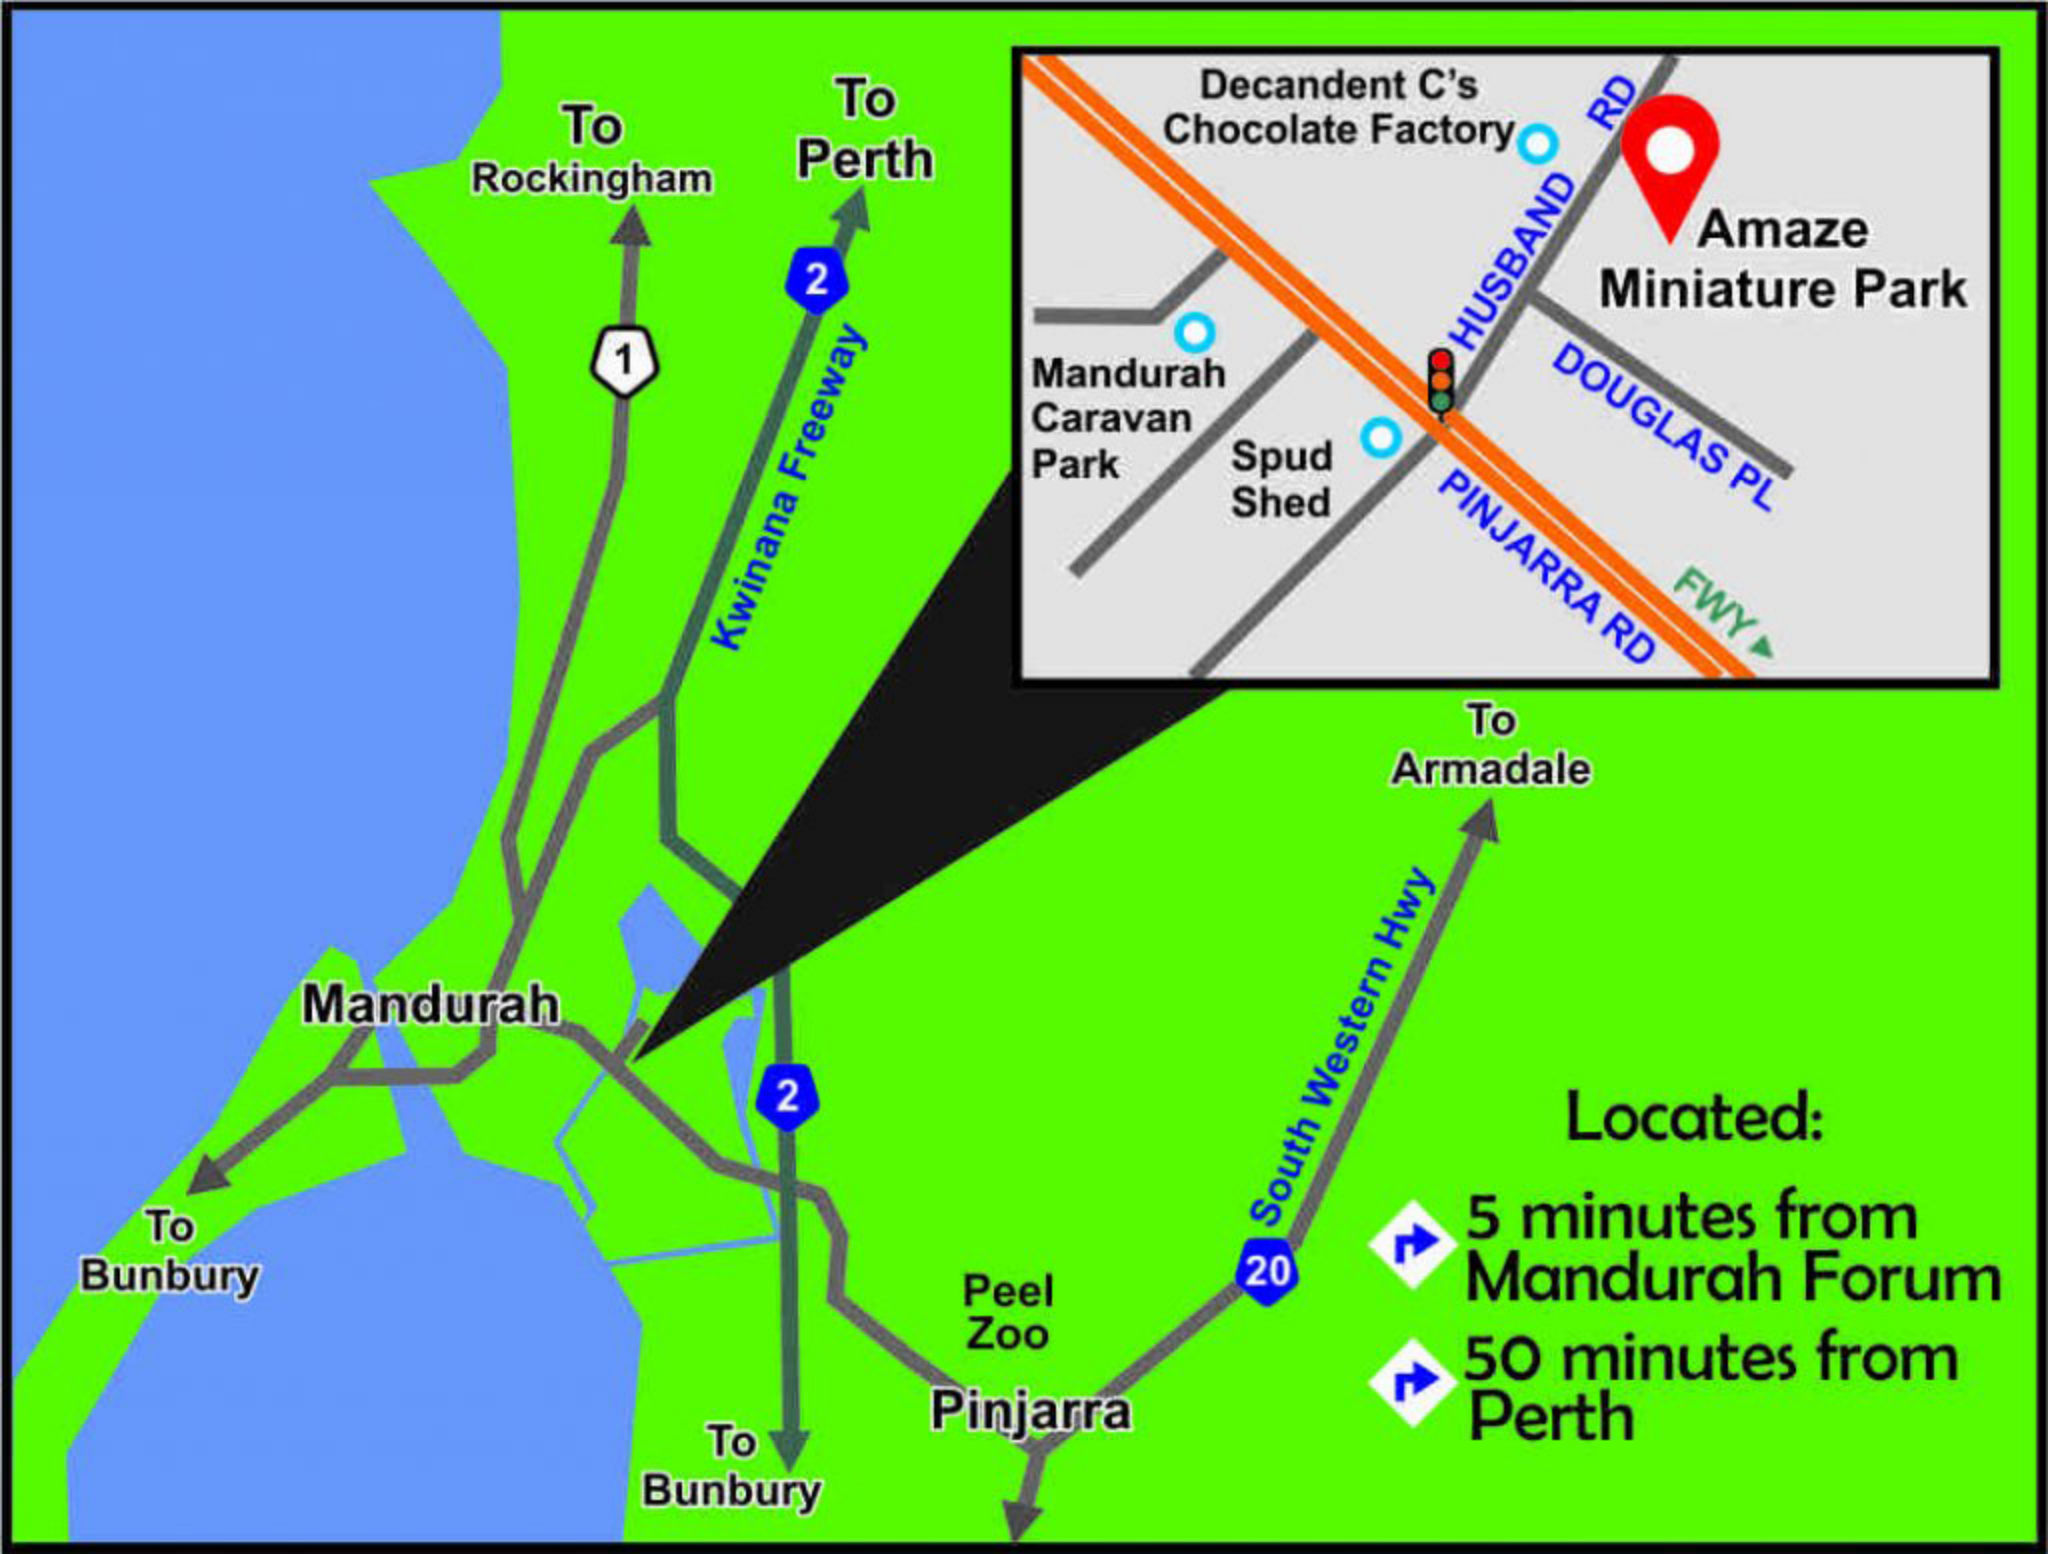 To
Rockingham
To
Perth
2
1
Kwinana Freeway
Decandent C's
Chocolate Factory
HUSBAND RD
Amaze
Miniature Park
DOUGLAS PL
Mandurah
Caravan
Park
Spud
Shed
PINJARRA RD
FWY
To
Armadale
South Western Hwy
20
Mandurah
2
To
Bunbury
Peel
Zoo
Pinjarra
To
Bunbury
Located:
5 minutes from
Mandurah Forum
50 minutes from
Perth